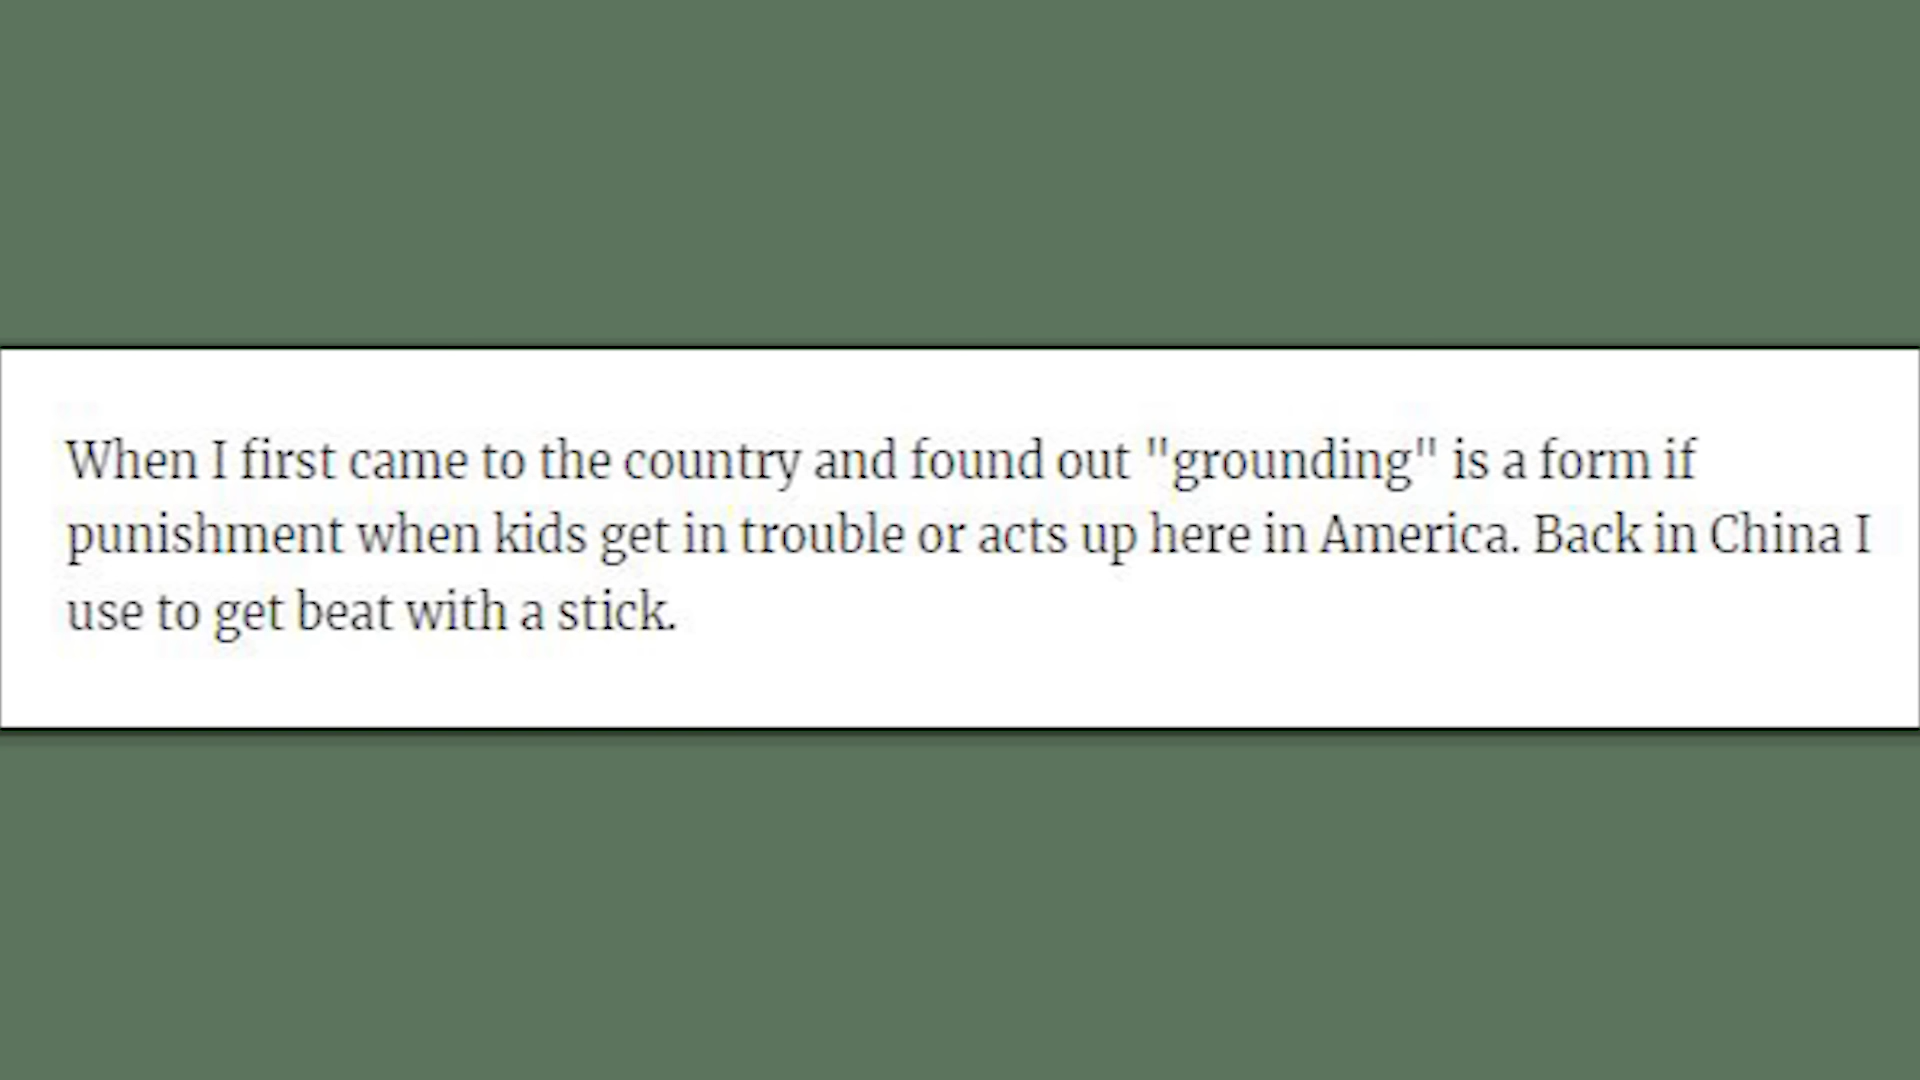 When I first came to the country and found out "grounding" is a form if
punishment when kids get in trouble or acts up here in America. Back in China I
use to get beat with a stick.